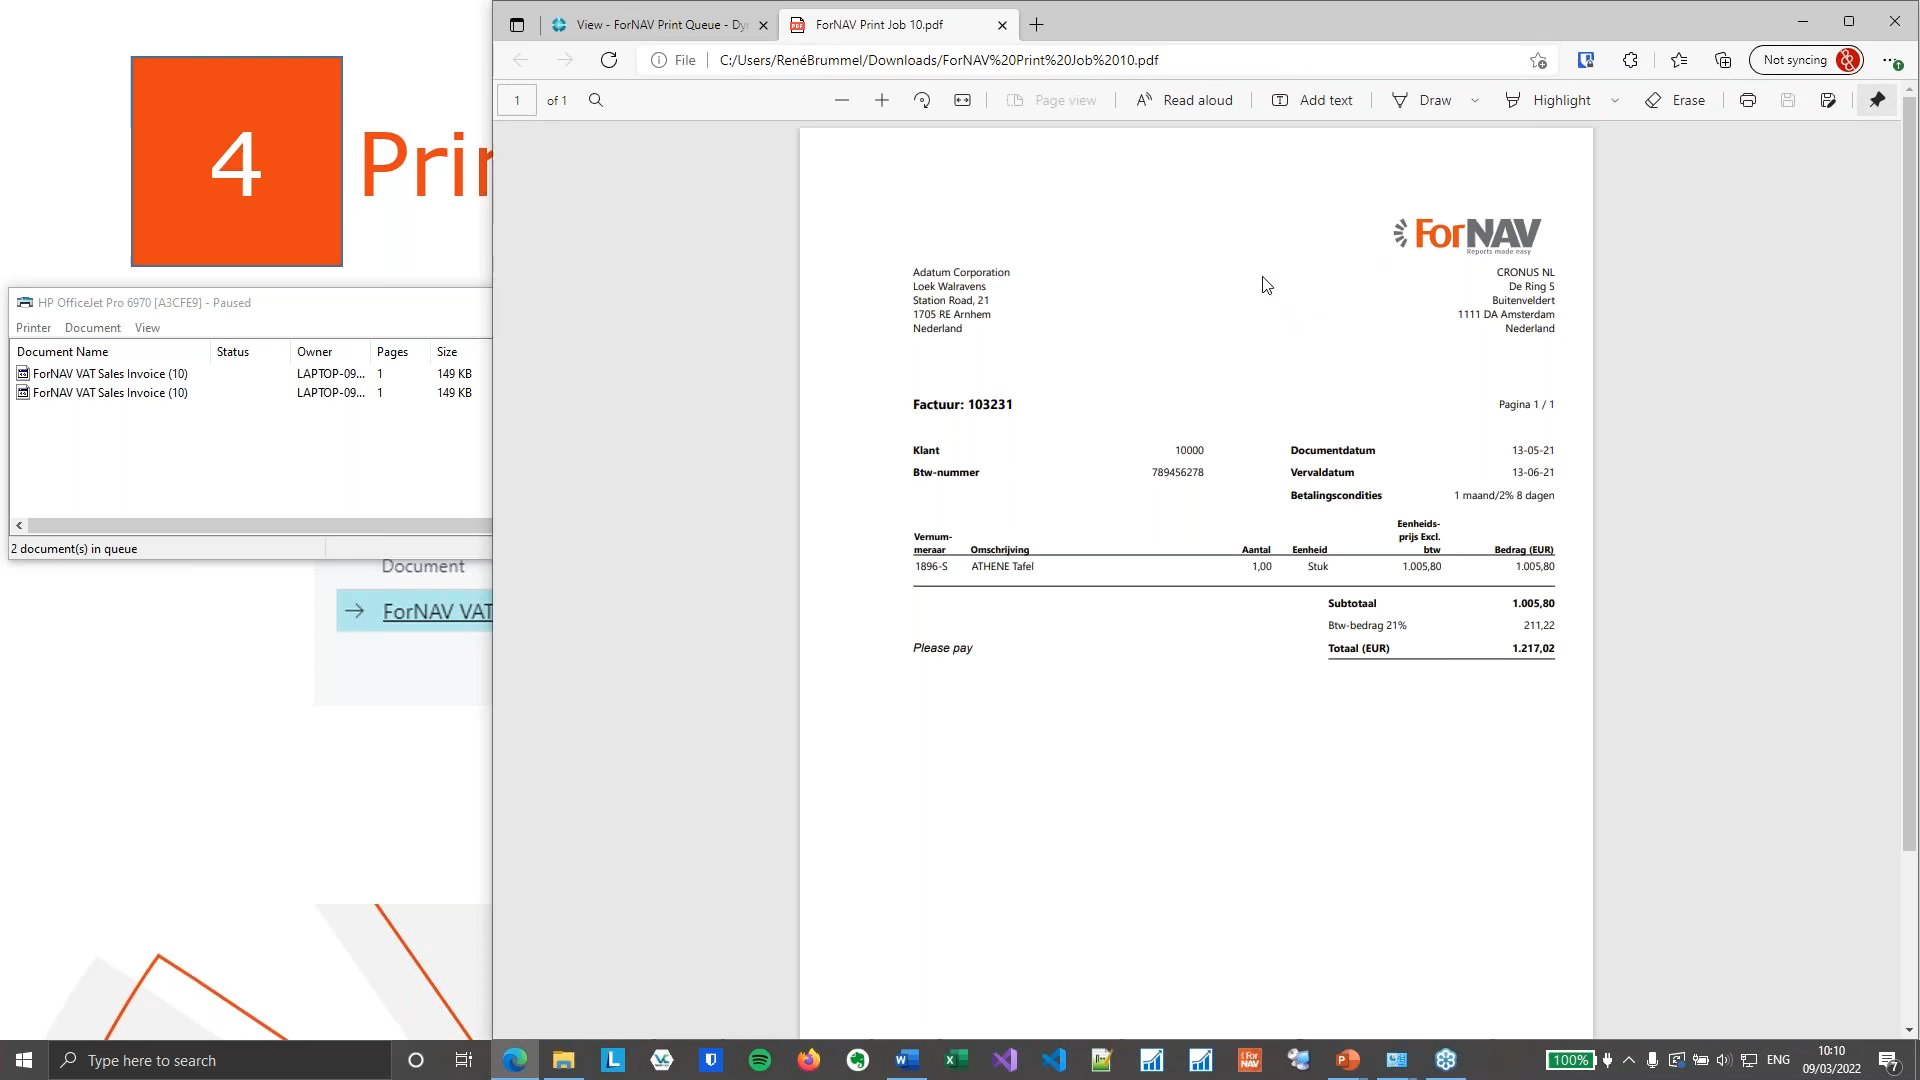 4 Pri
HP OfficeJet Pro 6970 [A3CFE9] - Paused
Printer Document View
Document Name Status Owner Pages Size
ForNAV VAT Sales Invoice (10) LAPTOP-09... 1 149 KB
ForNAV VAT Sales Invoice (10) LAPTOP-09... 1 149 KB
2 document(s) in queue
Document
ForNAV VAT
View - ForNAV Print Queue - Dy
ForNAV Print Job 10.pdf
File C:/Users/RenéBrummel/Downloads/ForNAV%20Print%20Job%2010.pdf
Not syncing
1 of 1 Page view Read aloud Add text Draw Highlight Erase
ForNAV
Reports made easy
Adatum Corporation CRONUS NL
Loek Walravens De Ring 5
Station Road, 21 Buitenveldert
1705 RE Arnhem 1111 DA Amsterdam
Nederland Nederland
Factuur: 103231 Pagina 1 / 1
Klant 10000 Documentdatum 13-05-21
Btw-nummer 789456278 Vervaldatum 13-06-21
Betalingscondities 1 maand/2% 8 dagen
Eenheids-
Vernum- prijs Excl.
meraar Omschrijving Aantal Eenheid btw Bedrag (EUR)
1896-S ATHENE Tafel 1,00 Stuk 1.005,80 1.005,80
Subtotaal 1.005,80
Btw-bedrag 21% 211,22
Please pay Totaal (EUR) 1.217,02
Type here to search
100% ENG 10:10
09/03/2022
7